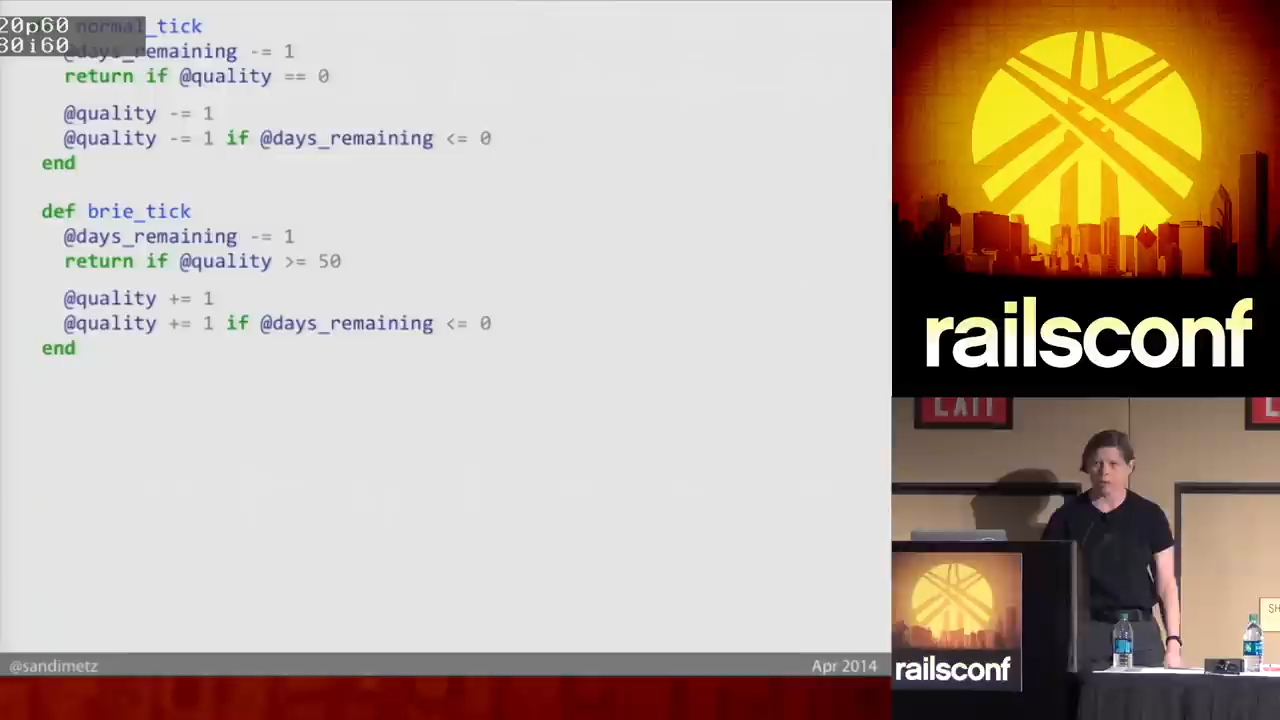 20p60
30i60
normal_tick
@days_remaining -= 1
return if @quality == 0
@quality -= 1
@quality -= 1 if @days_remaining <= 0
end
def brie_tick
@days_remaining -= 1
return if @quality >= 50
@quality += 1
@quality += 1 if @days_remaining <= 0
end
@sandimetz
Apr 2014
railsconf
EXIT
railsconf
SH